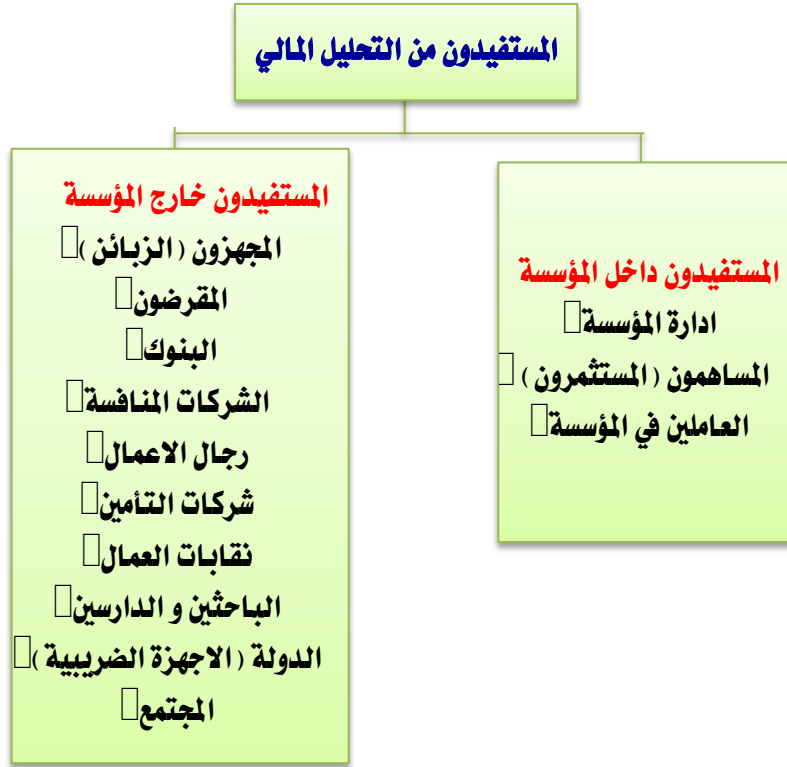 المستفيدون من التحليل المالي
المستفيدون داخل المؤسسة
ادارة المؤسسة
المساهمون ( المستثمرون )
العاملين في المؤسسة
المستفيدون خارج المؤسسة
المجهزون ( الزبائن )
المقرضون
البنوك
الشركات المنافسة
رجال الاعمال
شركات التأمين
نقابات العمال
الباحثين و الدارسين
الدولة ( الاجهزة الضريبية )
المجتمع